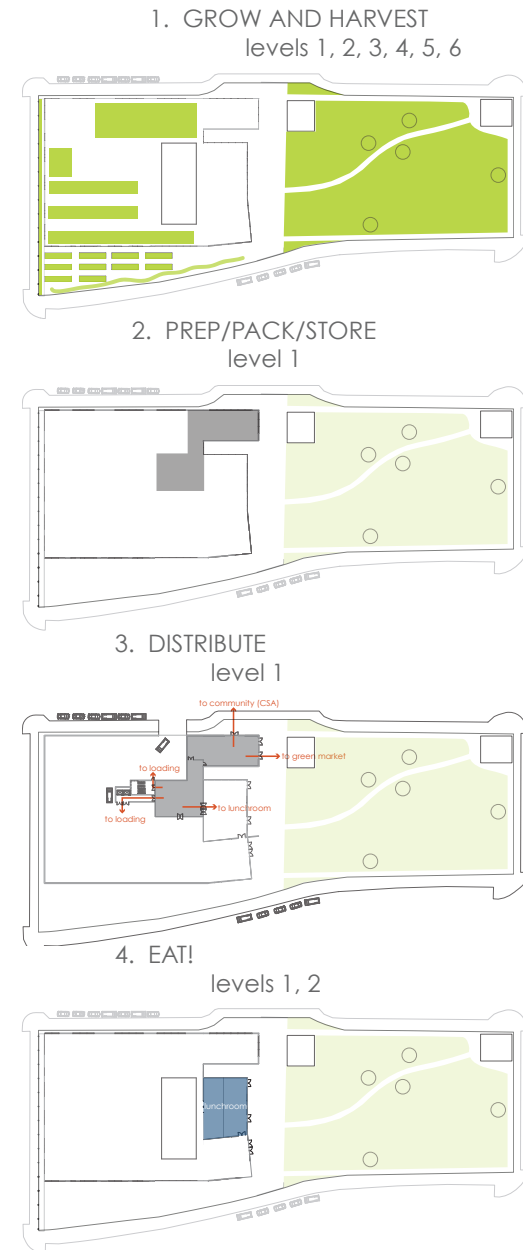 1. GROW AND HARVEST
levels 1, 2, 3, 4, 5, 6
2. PREP/PACK/STORE
level 1
3. DISTRIBUTE
level 1
to community (CSA)
to green market
to loading
to lunchroom
to loading
4. EAT!
levels 1, 2
lunchroom